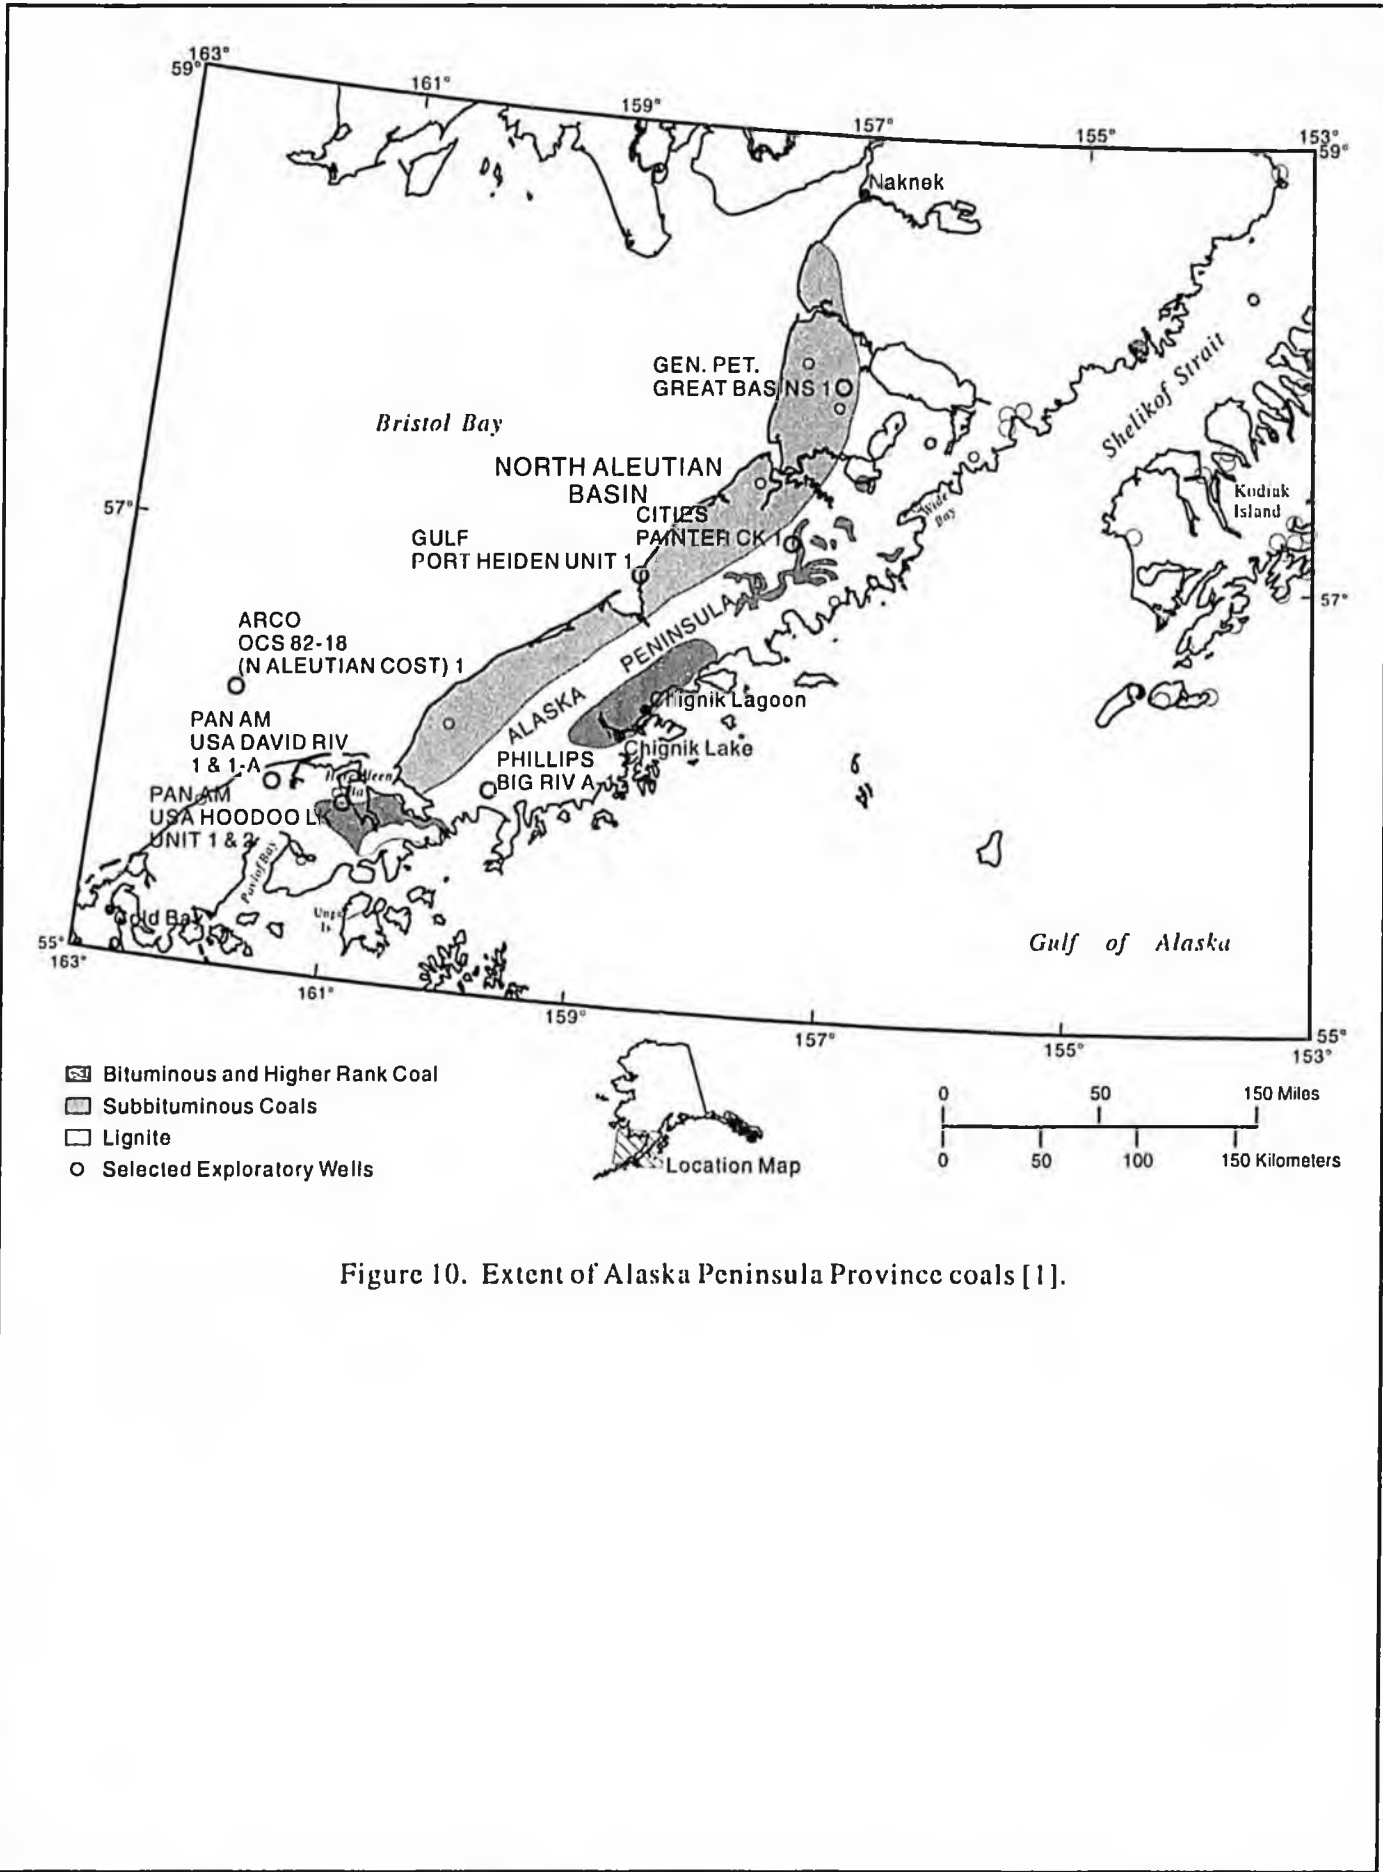 163°
59°
161°
159°
157°
155°
153°
59°
Naknek
GEN. PET.
GREAT BASINS 1
Shelikof Strait
Bristol Bay
NORTH ALEUTIAN
BASIN
Kodiak
Island
57°
Wide
Bay
CITIES
PAINTER CK 1
GULF
PORT HEIDEN UNIT 1
57°
ARCO
OCS 82-18
(N ALEUTIAN COST) 1
ALASKA PENINSULA
Chignik Lagoon
PAN AM
USA DAVID RIV
1 & 1-A
Chignik Lake
PHILLIPS
BIG RIV A-1
PAN AM
USA HOODOO LK
UNIT 1 & 2
Pavlof Bay
Cold Bay
Gulf of Alaska
55°
163°
161°
159°
157°
155°
55°
153°
Bituminous and Higher Rank Coal
Subbituminous Coals
Lignite
Selected Exploratory Wells
Location Map
0 50 150 Miles
0 50 100 150 Kilometers
Figure 10. Extent of Alaska Peninsula Province coals [1].